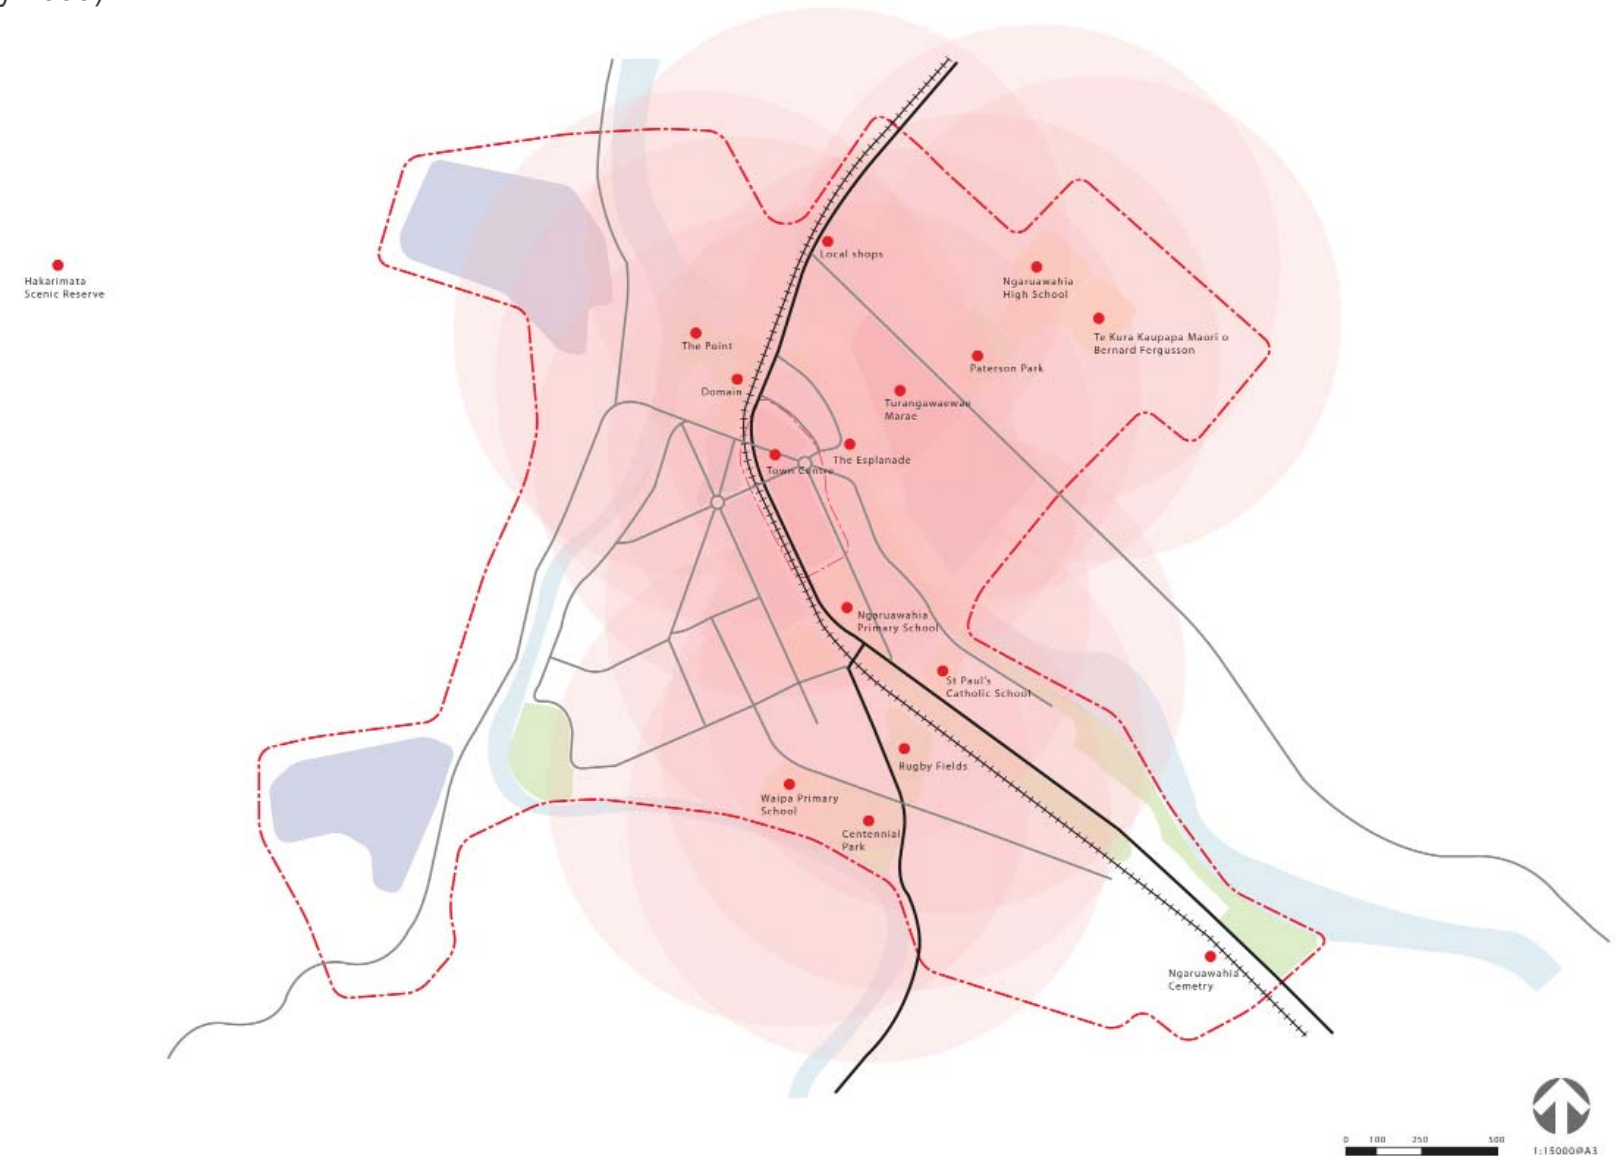 Local shops
Hakarimata
Scenic Reserve
Ngaruawahia
High School
Te Kura Kaupapa Maori o
Bernard Fergusson
The Point
Paterson Park
Domain
Turangawaewae
Marae
The Esplanade
Town Centre
Ngaruawahia
Primary School
St Paul's
Catholic School
Rugby Fields
Waipa Primary
School
Centennial
Park
Ngaruawahia
Cemetry
0 100 250 500
1:15000@A3